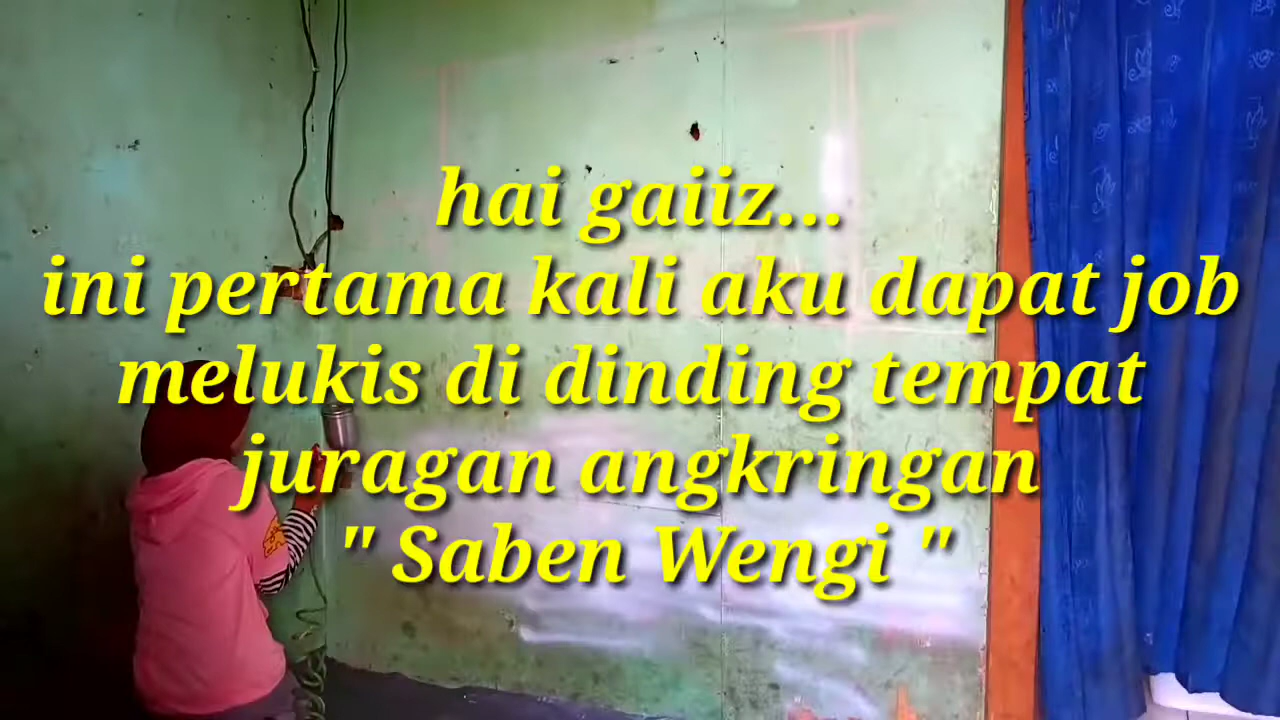 hai gaiiz...
ini pertama kali aku dapat job
melukis di dinding tempat
juragan angkringan
" Saben Wengi "